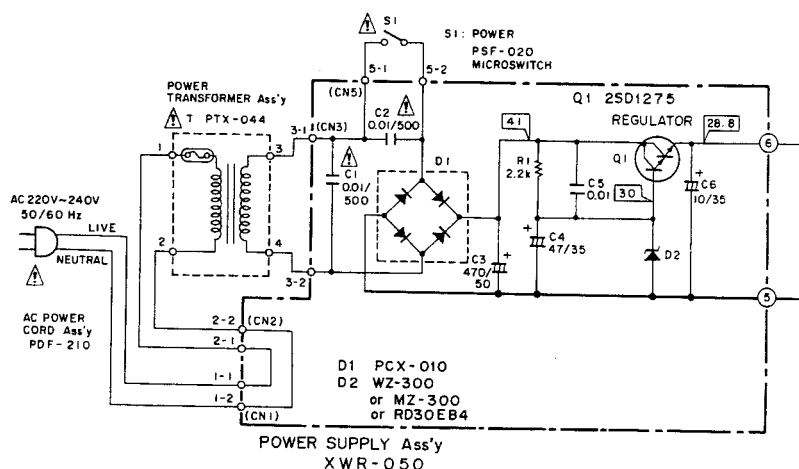 S1
S1: POWER
PSF-020
MICROSWITCH
5-1
5-2
(CN5)
POWER
TRANSFORMER Ass'y
T PTX-044
3-1
(CN3)
C2
0.01/500
Q1 2SD1275
REGULATOR
41
28.8
6
1
3
C1
0.01/
500
D1
R1
2.2k
C5
0.01
Q1
30
C6
10/35
AC 220V~240V
50/60 Hz
LIVE
NEUTRAL
2
4
3-2
C3
470/
50
C4
47/35
D2
5
AC POWER
CORD Ass'y
PDF-210
2-2
(CN2)
2-1
1-1
1-2
(CN1)
D1 PCX-010
D2 WZ-300
or MZ-300
or RD30EB4
POWER SUPPLY Ass'y
XWR-050